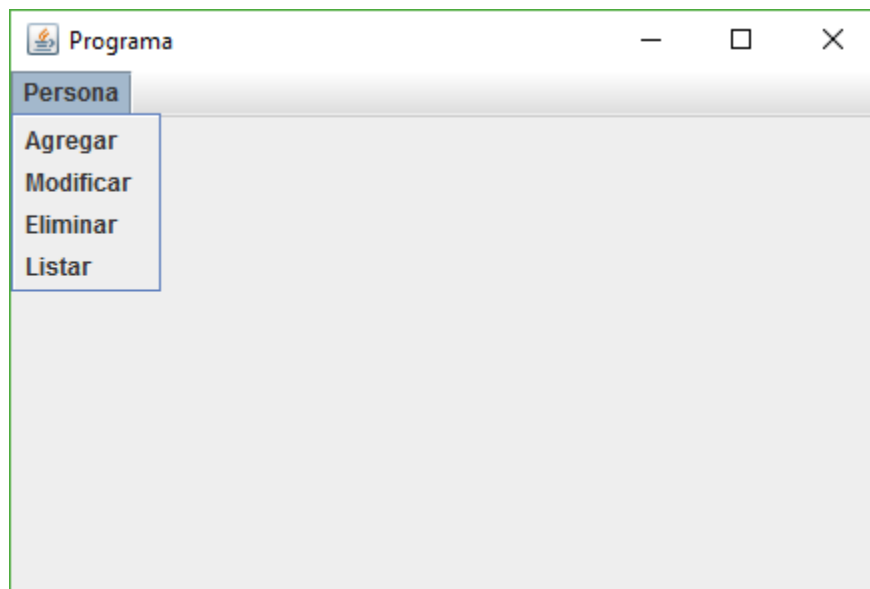 Programa
Persona
Agregar
Modificar
Eliminar
Listar